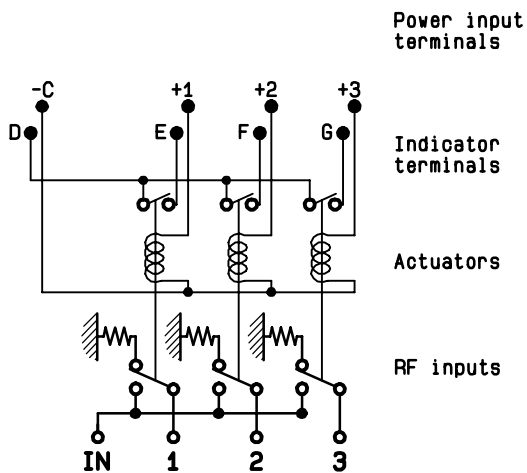 Power input
terminals
-C +1 +2 +3
D E F G
Indicator
terminals
Actuators
RF inputs
IN 1 2 3